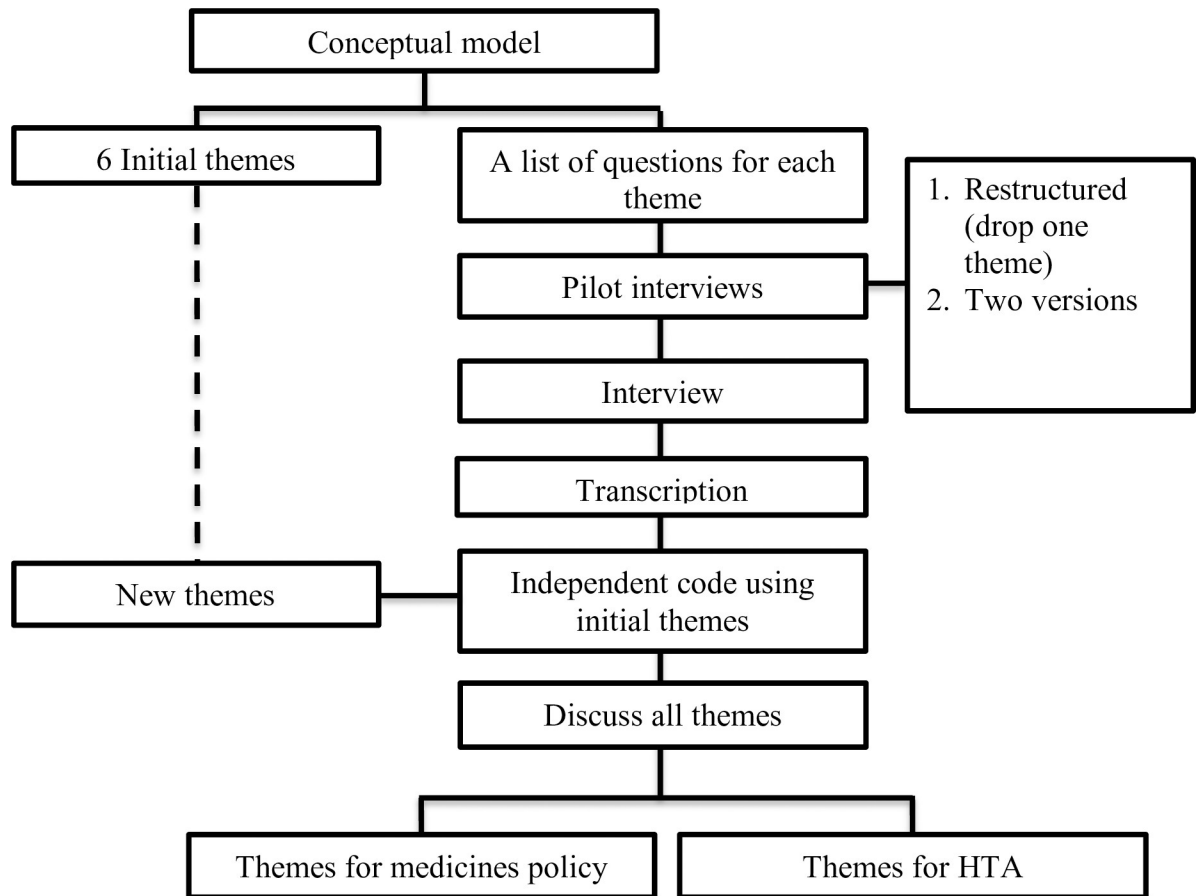 Conceptual model
6 Initial themes
A list of questions for each
theme
1. Restructured
(drop one
theme)
2. Two versions
Pilot interviews
Interview
Transcription
New themes
Independent code using
initial themes
Discuss all themes
Themes for medicines policy
Themes for HTA